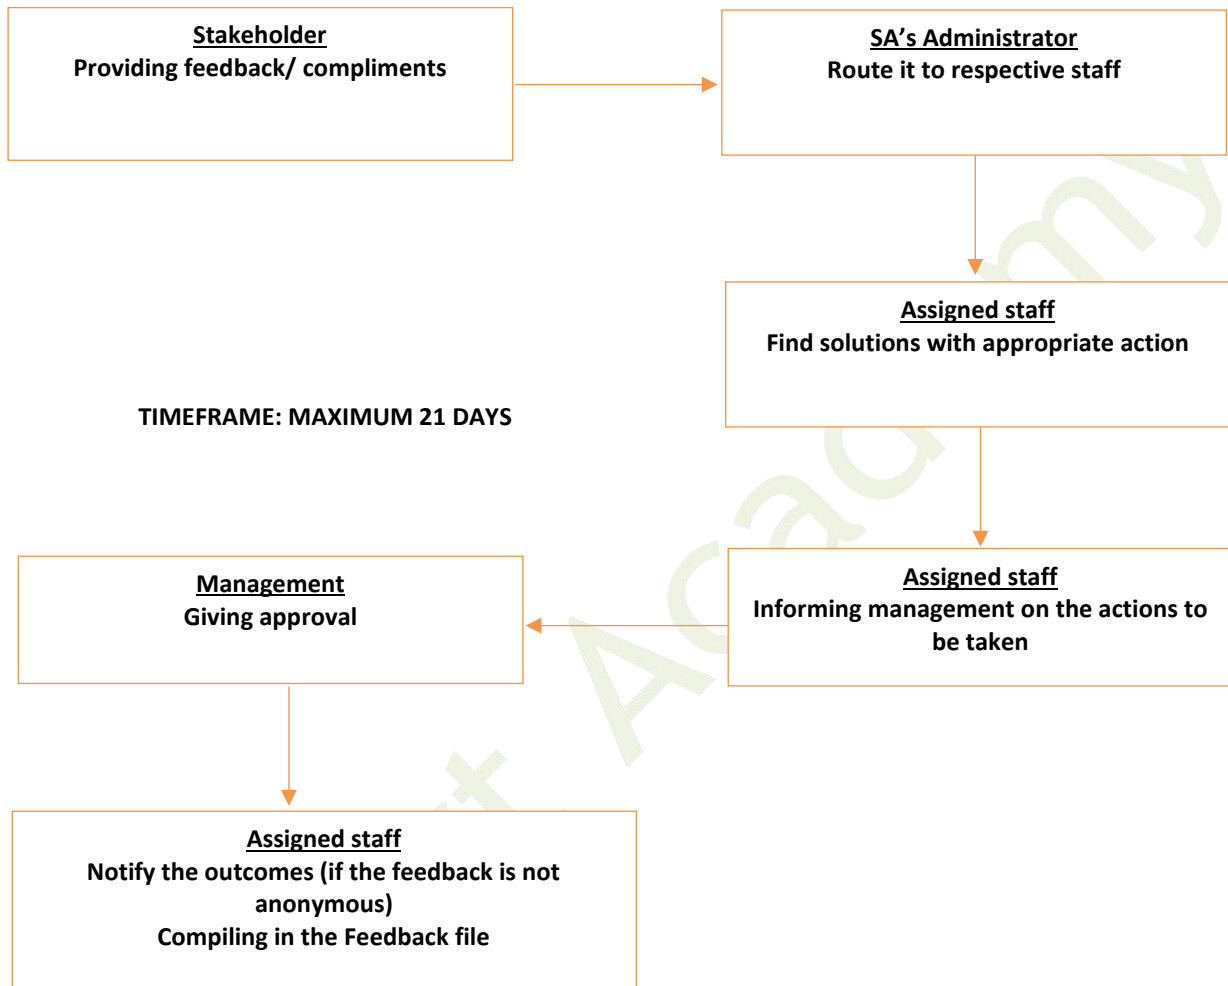 Stakeholder
Providing feedback/ compliments
SA’s Administrator
Route it to respective staff
Assigned staff
Find solutions with appropriate action
TIMEFRAME: MAXIMUM 21 DAYS
Assigned staff
Informing management on the actions to
be taken
Management
Giving approval
Assigned staff
Notify the outcomes (if the feedback is not
anonymous)
Compiling in the Feedback file